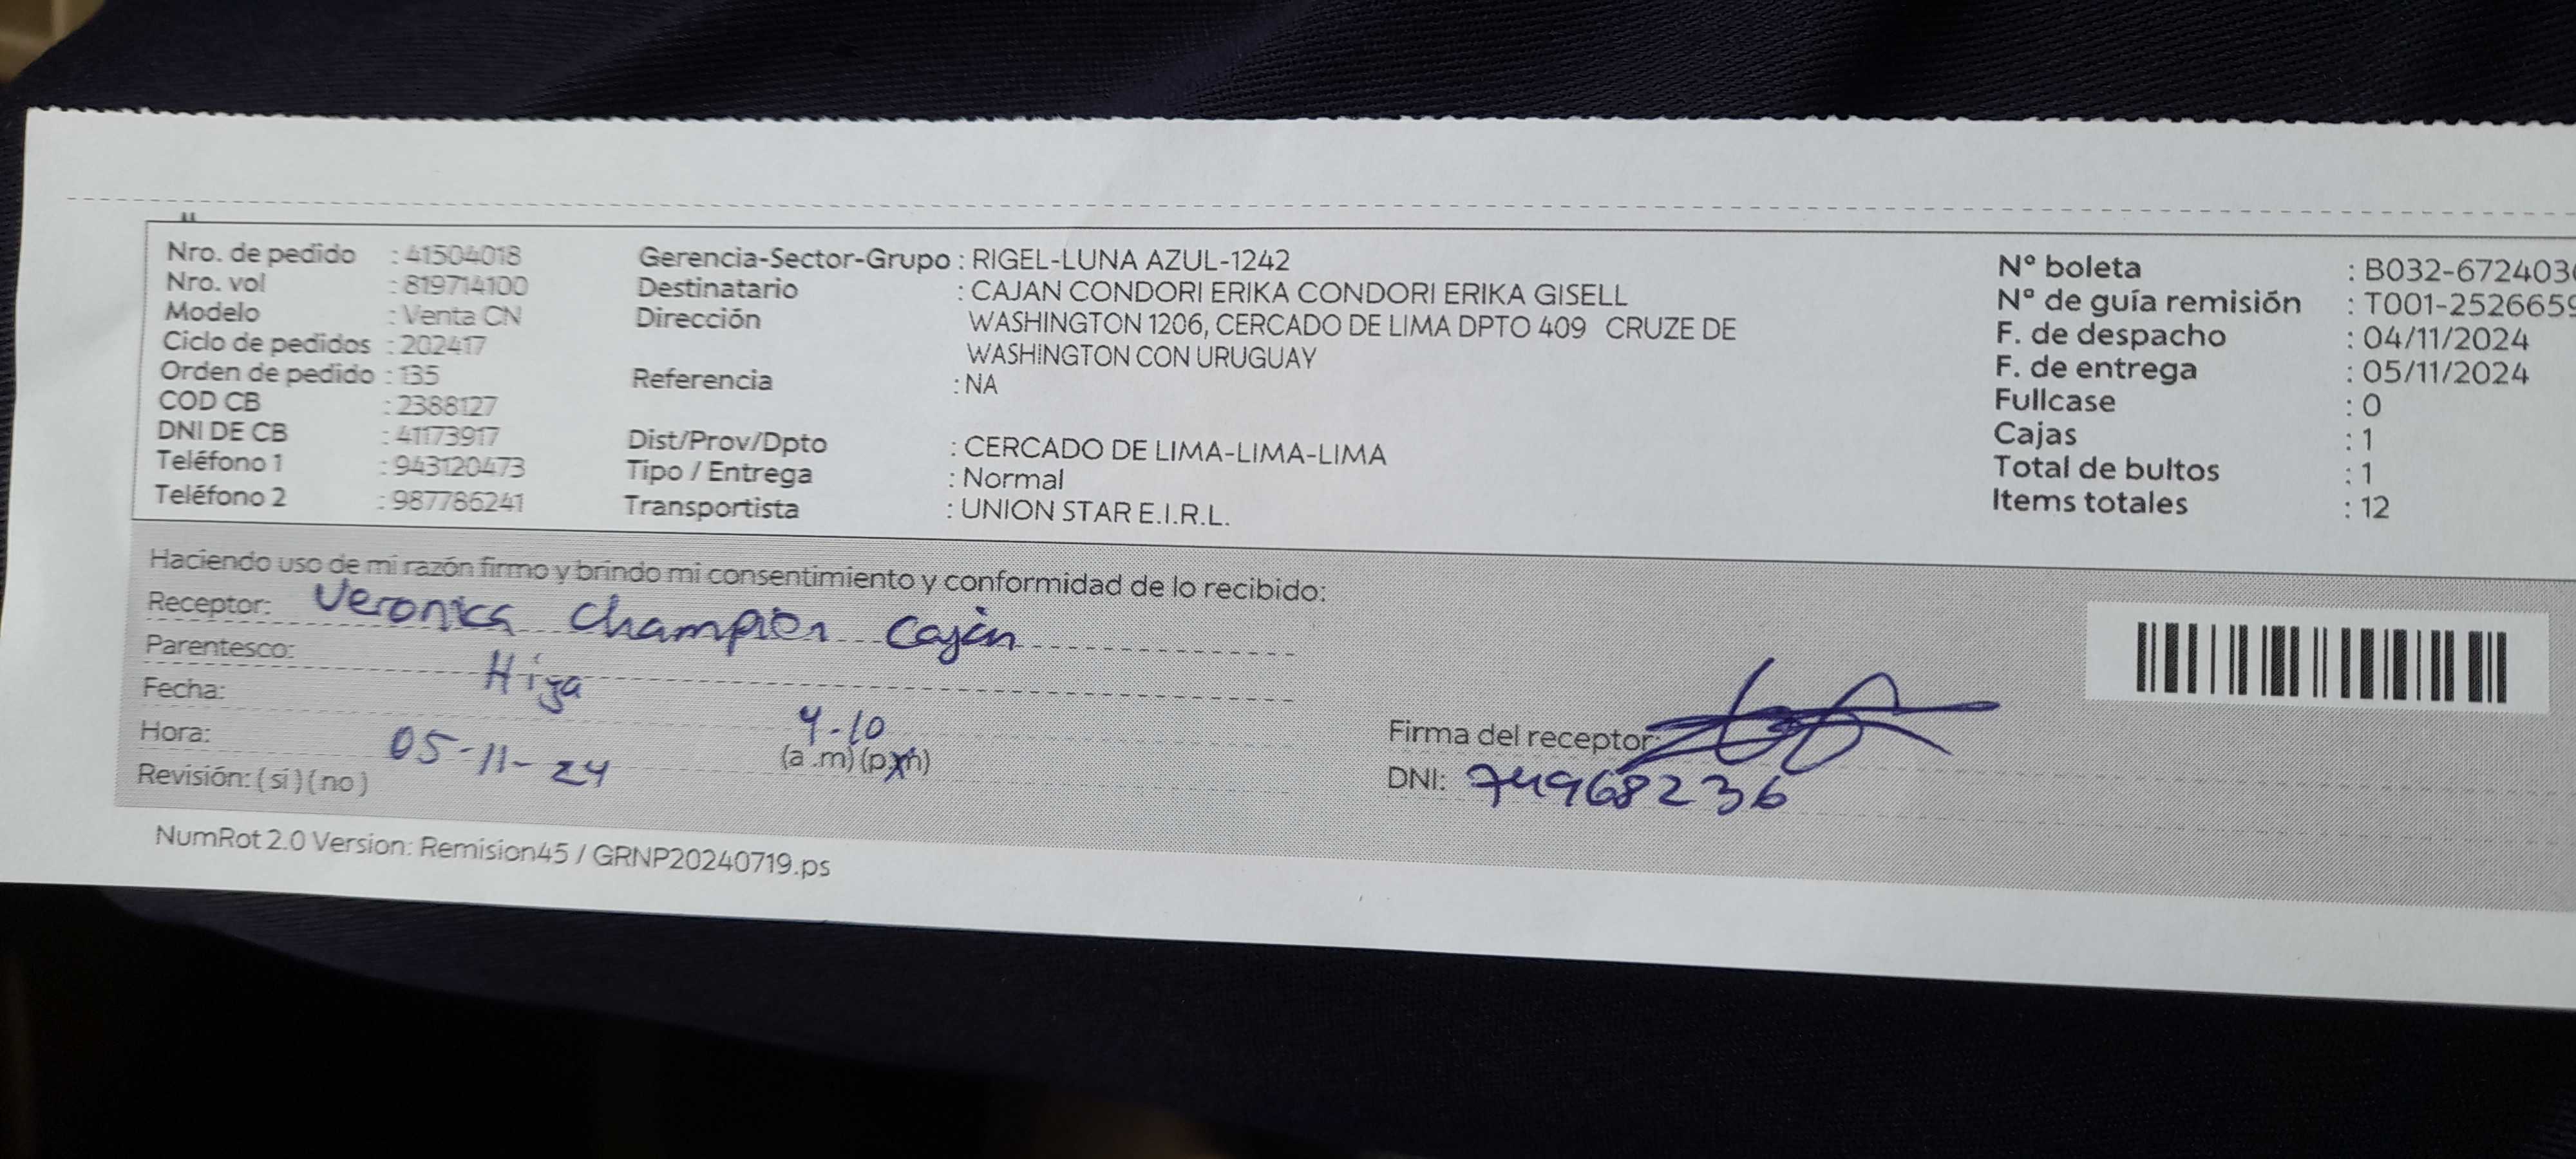 Nro. de pedido : 41504018
Nro. vol : 819714100
Modelo : Venta CN
Ciclo de pedidos : 202417
Orden de pedido : 135
COD CB : 2388127
DNI DE CB : 41173917
Teléfono 1 : 943120473
Teléfono 2 : 987786241
Gerencia-Sector-Grupo : RIGEL-LUNA AZUL-1242
Destinatario : CAJAN CONDORI ERIKA CONDORI ERIKA GISELL
Dirección WASHINGTON 1206, CERCADO DE LIMA DPTO 409 CRUZE DE
WASHINGTON CON URUGUAY
Referencia : NA
Dist/Prov/Dpto : CERCADO DE LIMA-LIMA-LIMA
Tipo / Entrega : Normal
Transportista : UNION STAR E.I.R.L.
N° boleta : B032-672403
N° de guía remisión : T001-2526659
F. de despacho : 04/11/2024
F. de entrega : 05/11/2024
Fullcase : 0
Cajas : 1
Total de bultos : 1
Items totales : 12
Haciendo uso de mi razón firmo y brindo mi consentimiento y conformidad de lo recibido:
Receptor: Veronica Champion Caján
Parentesco: Hija
Fecha:
Hora: 05-11-24 4.10 (a .m) (p.m)
Revisión: (si) (no)
Firma del receptor:
DNI: 74968236
NumRot 2.0 Version: Remision45 / GRNP20240719.ps